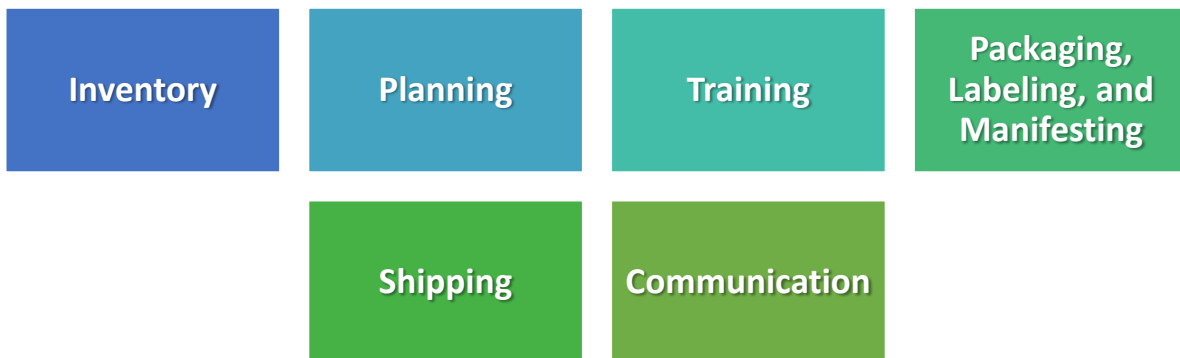 Inventory
Planning
Training
Packaging,
Labeling, and
Manifesting
Shipping
Communication